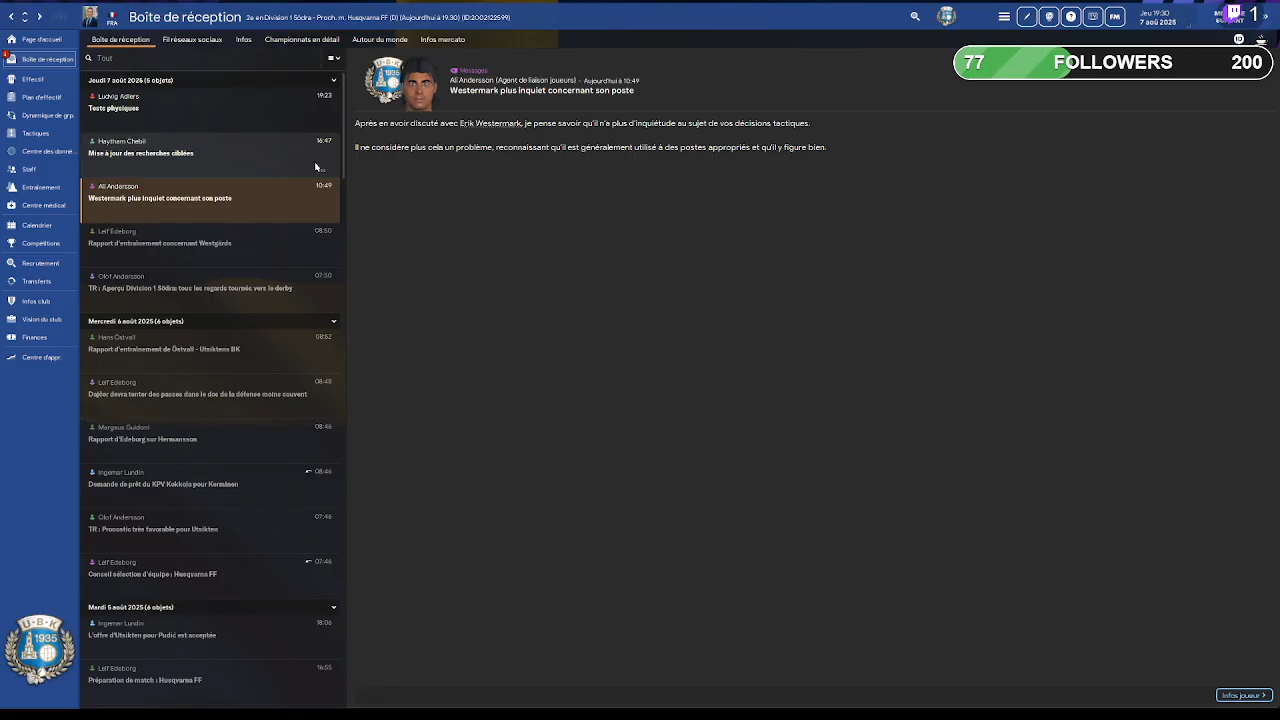 FRA
Boîte de réception
2e en Division 1 Södra - Proch. m. Husqvarna FF (D) (Aujourd'hui à 19:30) (ID:2002122599)
FM
Jeu 19:30
7 août 2025
1
Page d'accueil
Boîte de réception
Fil réseaux sociaux
Infos
Championnats en détail
Autour du monde
Infos mercato
ID
Boîte de réception
Effectif
Plan d'effectif
Dynamique de grp.
Tactiques
Centre des donné...
Staff
Entraînement
Centre médical
Calendrier
Compétitions
Recrutement
Transferts
Infos club
Vision du club
Finances
Centre d'appr.
U·B·K
1935
Tout
Jeudi 7 août 2025 (5 objets)
Ludvig Adlers
19:23
Tests physiques
Haytham Chebil
16:47
Mise à jour des recherches ciblées
Ali Andersson
10:49
Westermark plus inquiet concernant son poste
Leif Edeborg
08:50
Rapport d'entraînement concernant Westgårds
Olof Andersson
07:50
TR : Aperçu Division 1 Södra: tous les regards tournés vers le derby
Mercredi 6 août 2025 (6 objets)
Hans Östvall
08:52
Rapport d'entraînement de Östvall - Utsiktens BK
Leif Edeborg
08:48
Dajöer devra tenter des passes dans le dos de la défense moins souvent
Margaux Guidoni
08:46
Rapport d'Edeborg sur Hermansson
Ingemar Lundin
08:46
Demande de prêt du KPV Kokkola pour Kerminen
Olof Andersson
07:46
TR : Pronostic très favorable pour Utsikten
Leif Edeborg
07:46
Conseil sélection d'équipe : Husqvarna FF
Mardi 5 août 2025 (6 objets)
Ingemar Lundin
18:06
L'offre d'Utsikten pour Pudić est acceptée
Leif Edeborg
16:55
Préparation de match : Husqvarna FF
U·B·K
1935
Messages
Ali Andersson (Agent de liaison joueurs) - Aujourd'hui à 10:49
Westermark plus inquiet concernant son poste
77 FOLLOWERS 200
Après en avoir discuté avec Erik Westermark, je pense savoir qu'il n'a plus d'inquiétude au sujet de vos décisions tactiques.
Il ne considère plus cela un problème, reconnaissant qu'il est généralement utilisé à des postes appropriés et qu'il y figure bien.
Infos joueur >